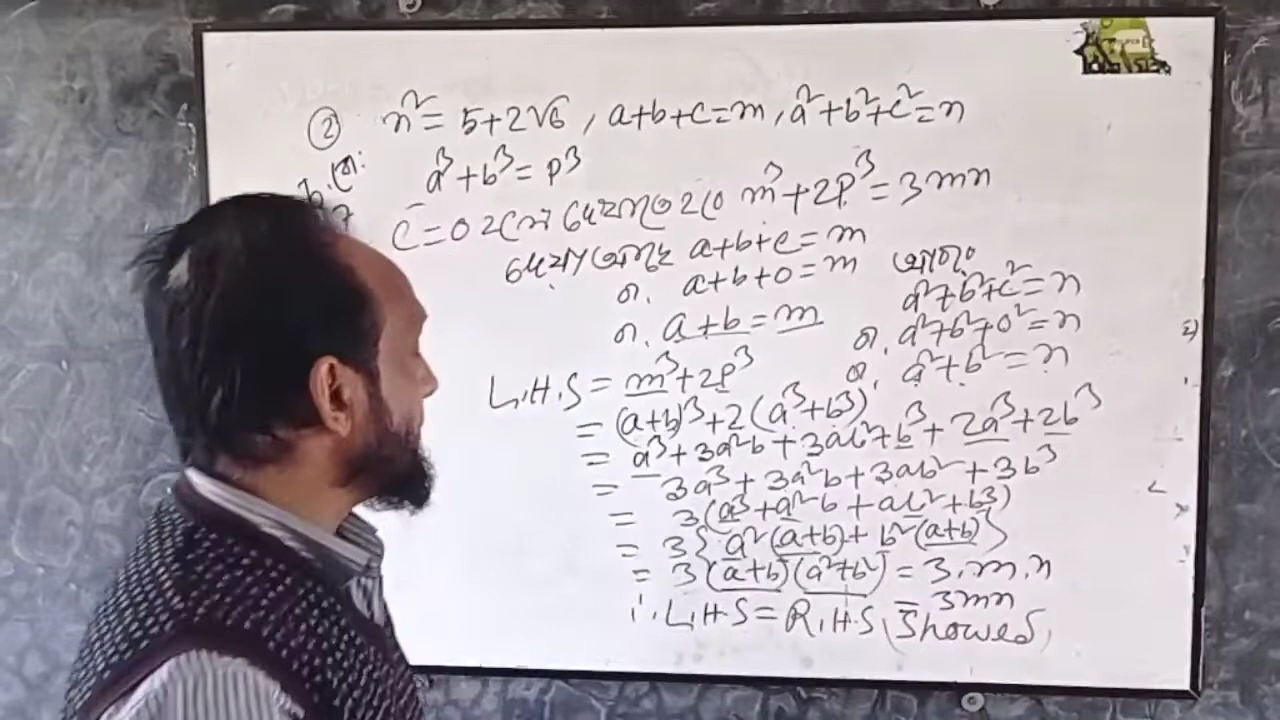 ② n² = 5+2√6, a+b+c=m, a²+b²+c²=n
a³+b³=p³
c=0 হলে দেখাও যে m³+2p³=3mn
দেওয়া আছে a+b+c=m
বা, a+b+0=m
বা, a+b=m
আবার
a²+b²+c²=n
বা, a²+b²+0²=n
বা, a²+b²=n
L.H.S = m³+2p³
= (a+b)³+2(a³+b³)
= a³+3a²b+3ab²+b³+2a³+2b³
= 3a³+3a²b+3ab²+3b³
= 3(a³+a²b+ab²+b³)
= 3{a²(a+b)+b²(a+b)}
= 3(a+b)(a²+b²) = 3.m.n
= 3mn
∴ L.H.S = R.H.S (Showed)